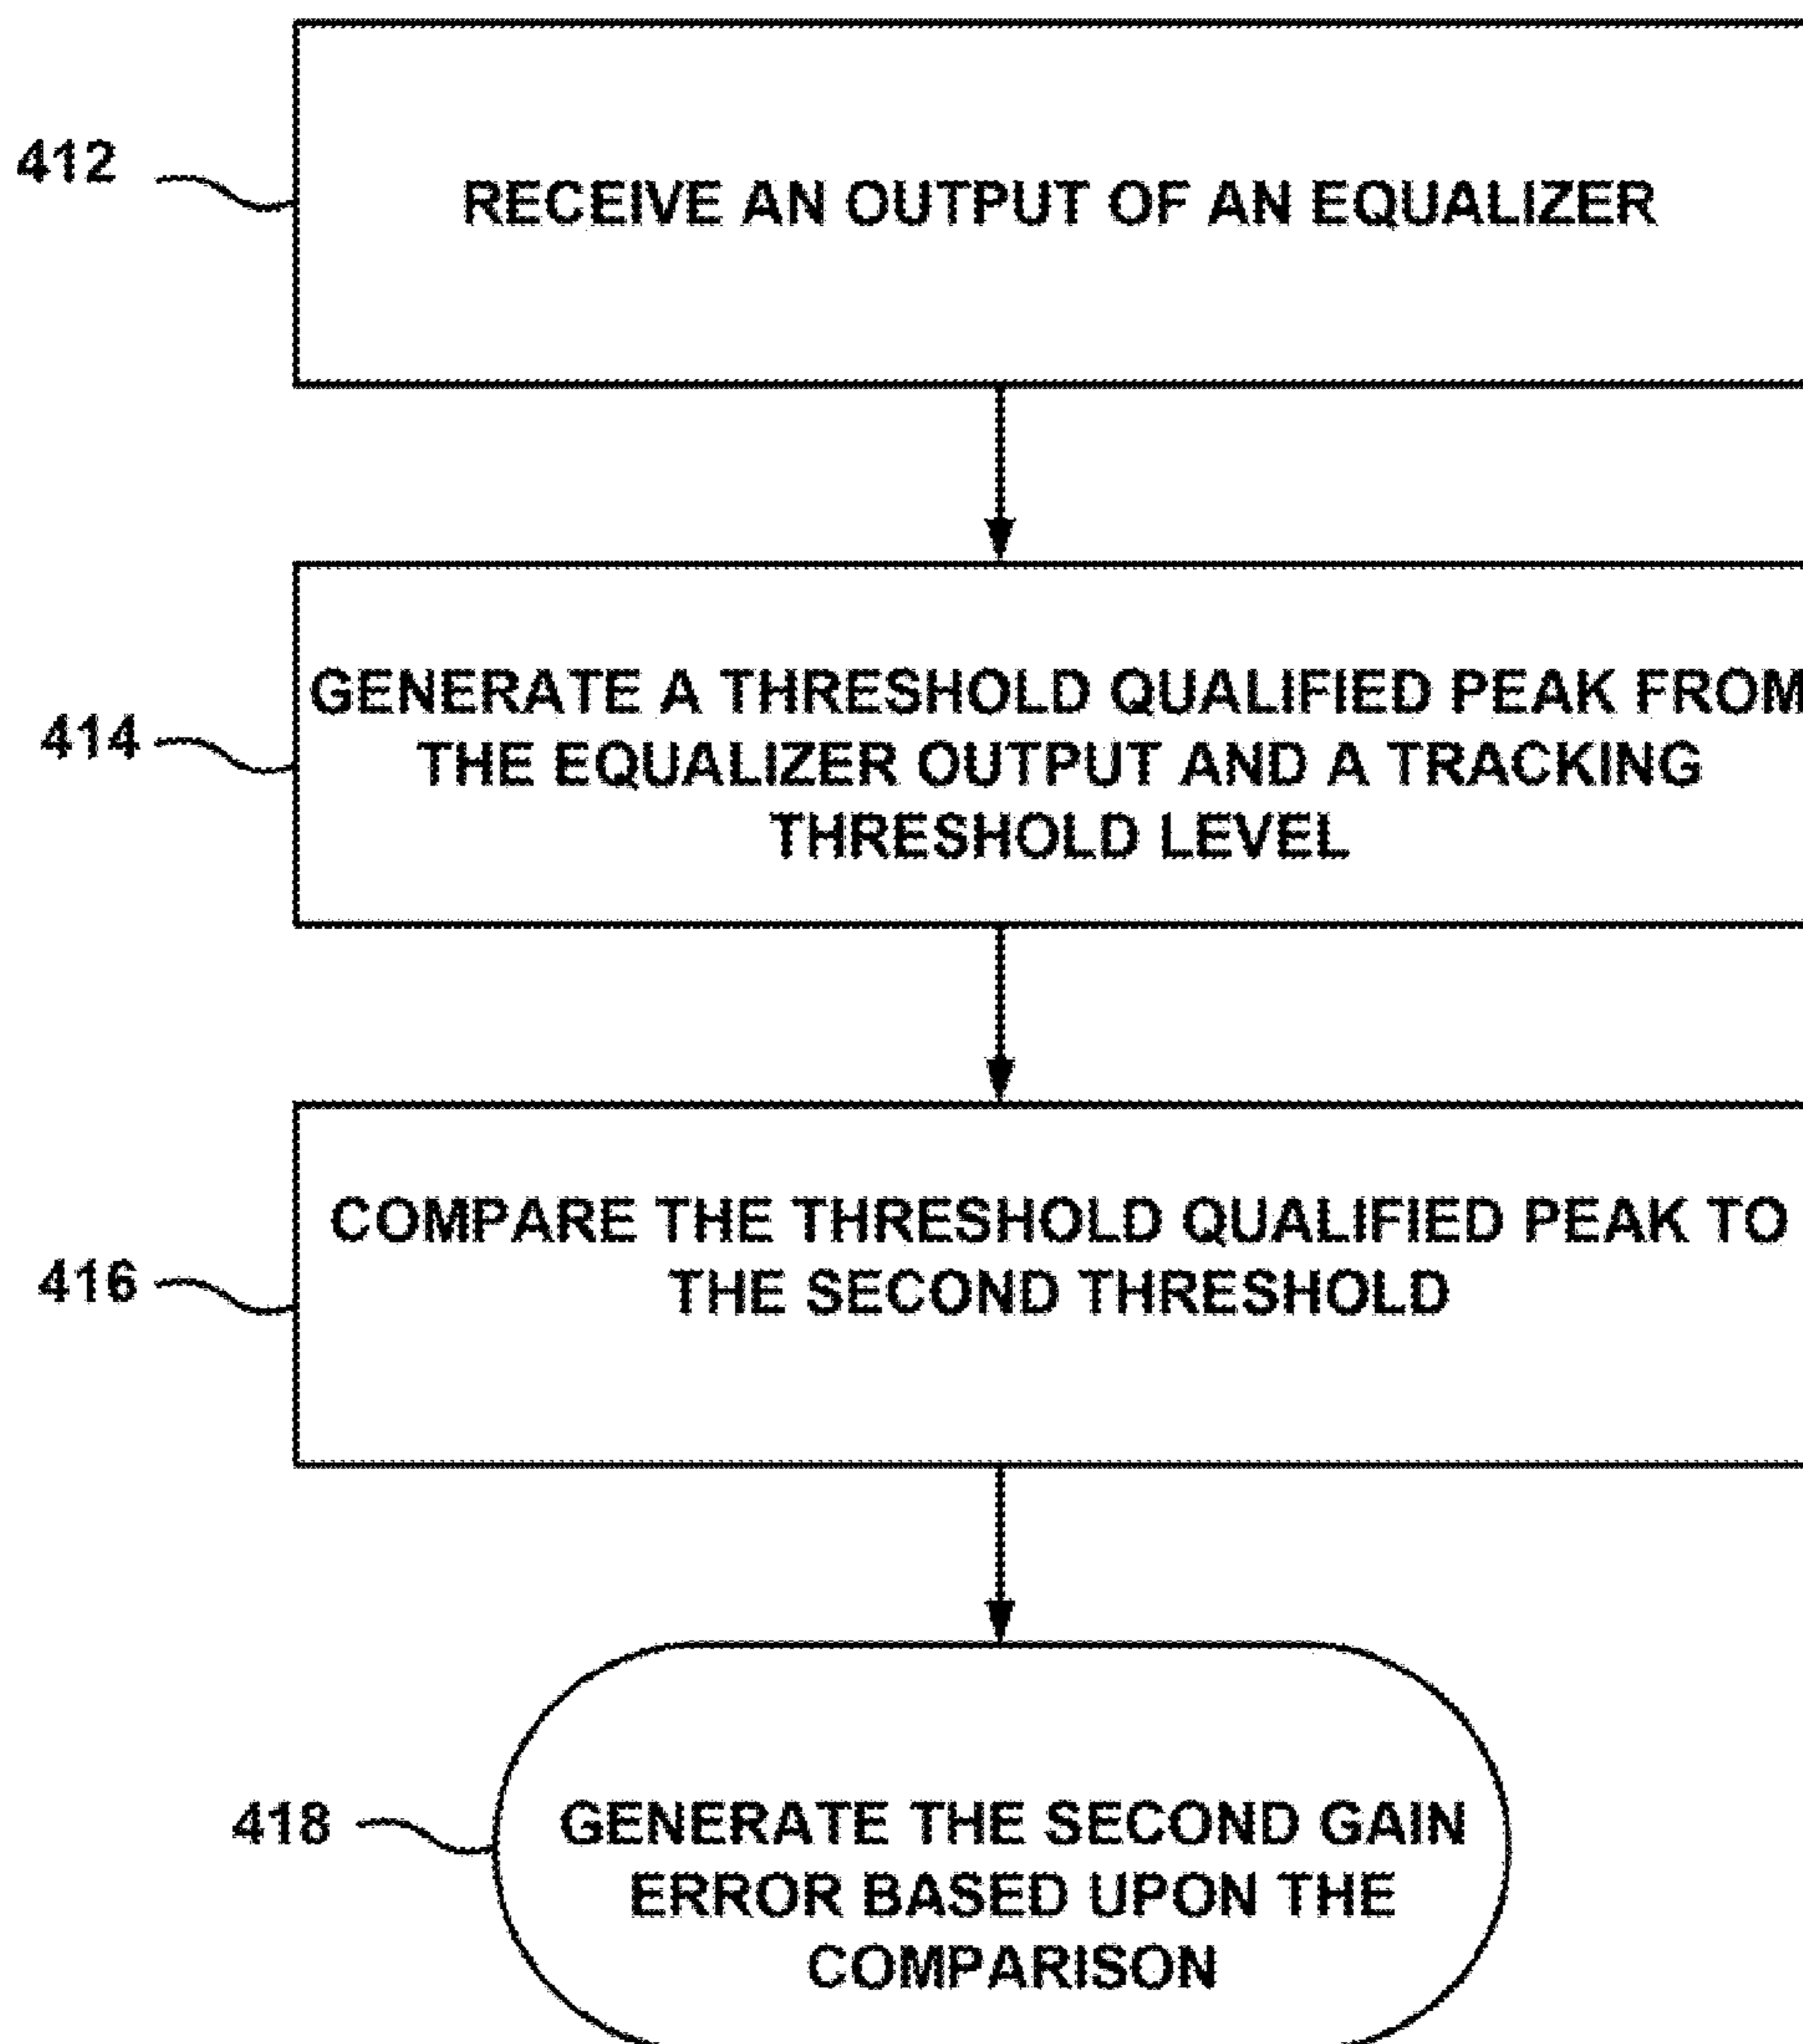 412
RECEIVE AN OUTPUT OF AN EQUALIZER
414
GENERATE A THRESHOLD QUALIFIED PEAK FROM
THE EQUALIZER OUTPUT AND A TRACKING
THRESHOLD LEVEL
416
COMPARE THE THRESHOLD QUALIFIED PEAK TO
THE SECOND THRESHOLD
418
GENERATE THE SECOND GAIN
ERROR BASED UPON THE
COMPARISON